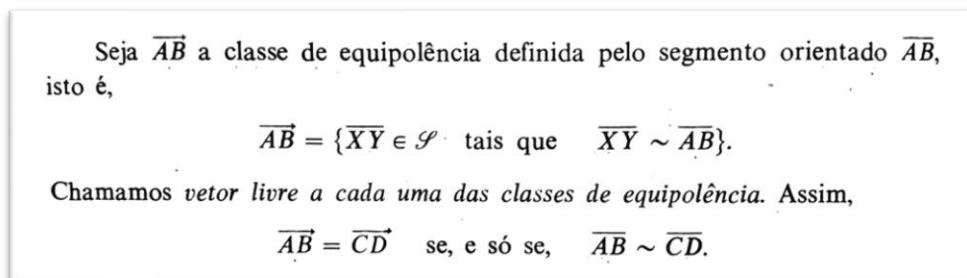 Seja $\overrightarrow{AB}$ a classe de equipolência definida pelo segmento orientado $\overline{AB}$,
isto é,
$\overrightarrow{AB} = \{\overline{XY} \in \mathscr{S}$ tais que $\overline{XY} \sim \overline{AB}\}.$
Chamamos vetor livre a cada uma das classes de equipolência. Assim,
$\overrightarrow{AB} = \overrightarrow{CD}$ se, e só se, $\overline{AB} \sim \overline{CD}.$